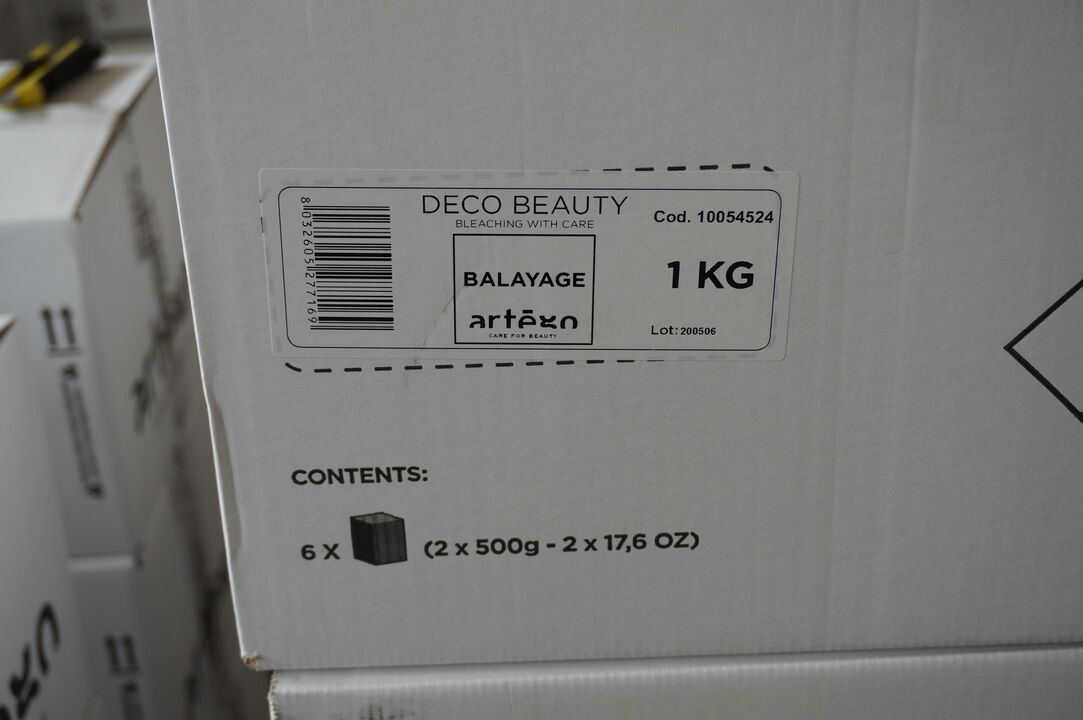 DECO BEAUTY
BLEACHING WITH CARE
Cod. 10054524
8032605277169
BALAYAGE
artègo
CARE FOR BEAUTY
1 KG
Lot: 200506
CONTENTS:
6 X
(2 x 500g - 2 x 17,6 OZ)